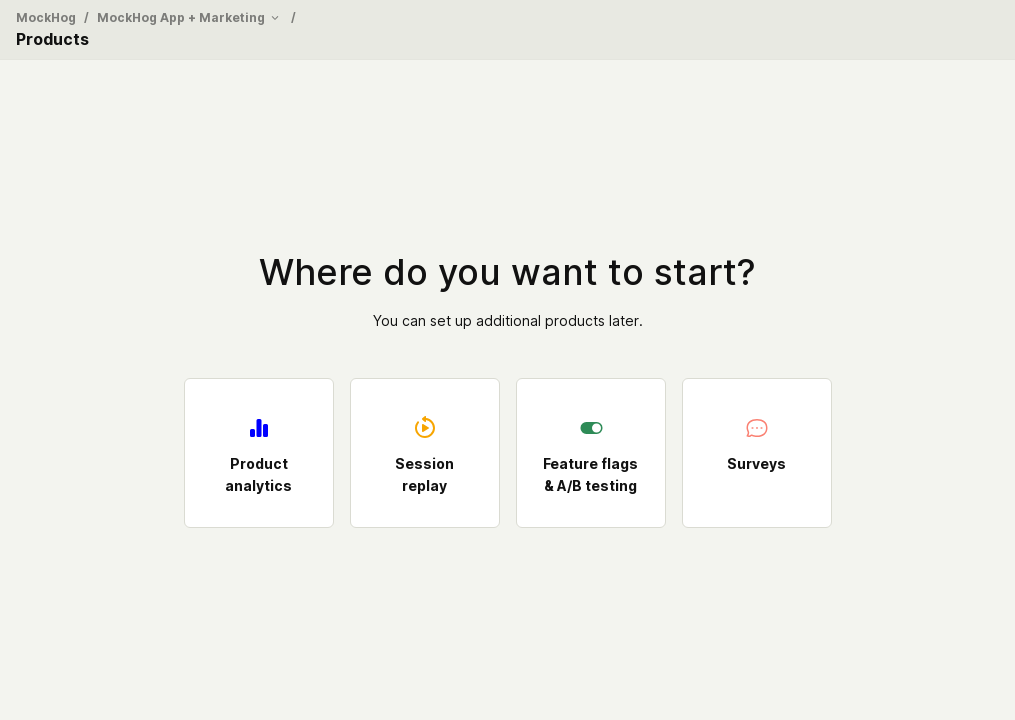 MockHog / MockHog App + Marketing /
Products
Where do you want to start?
You can set up additional products later.
Product
analytics
Session
replay
Feature flags
& A/B testing
Surveys